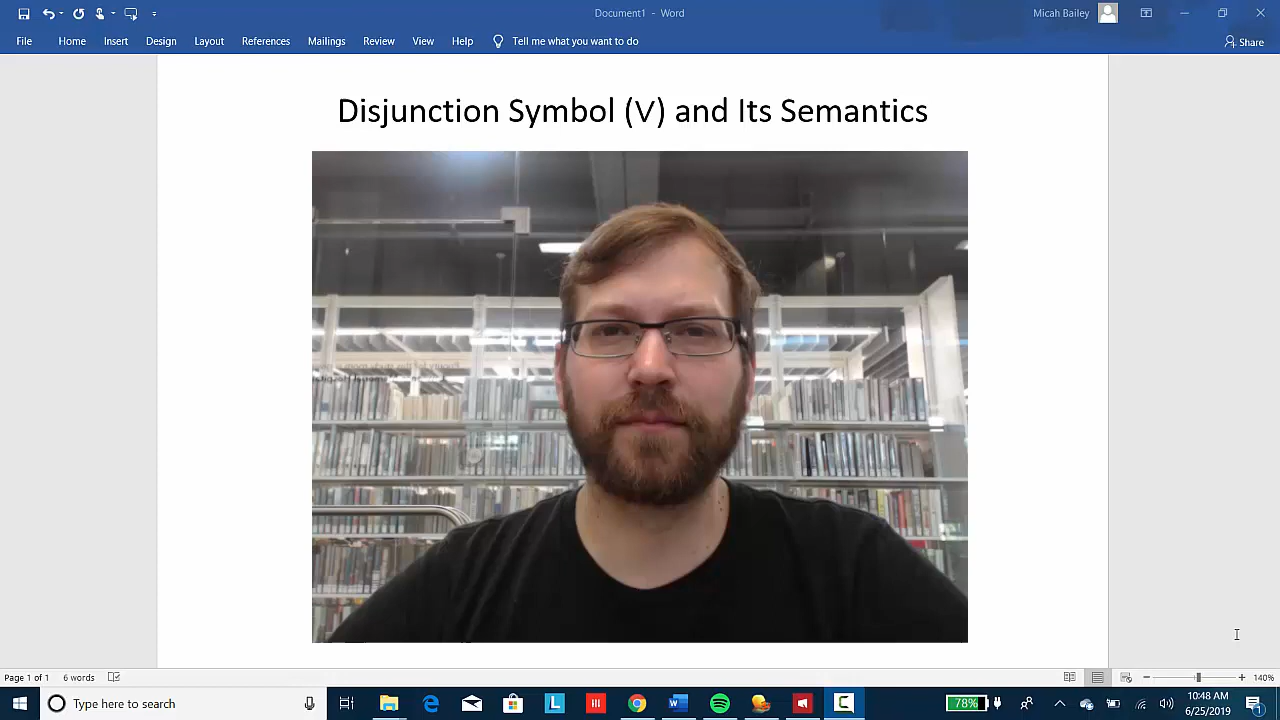 Document1 - Word
Micah Bailey
File Home Insert Design Layout References Mailings Review View Help Tell me what you want to do
Share
Disjunction Symbol (V) and Its Semantics
Page 1 of 1 6 words
140%
Type here to search
78%
10:48 AM
6/25/2019